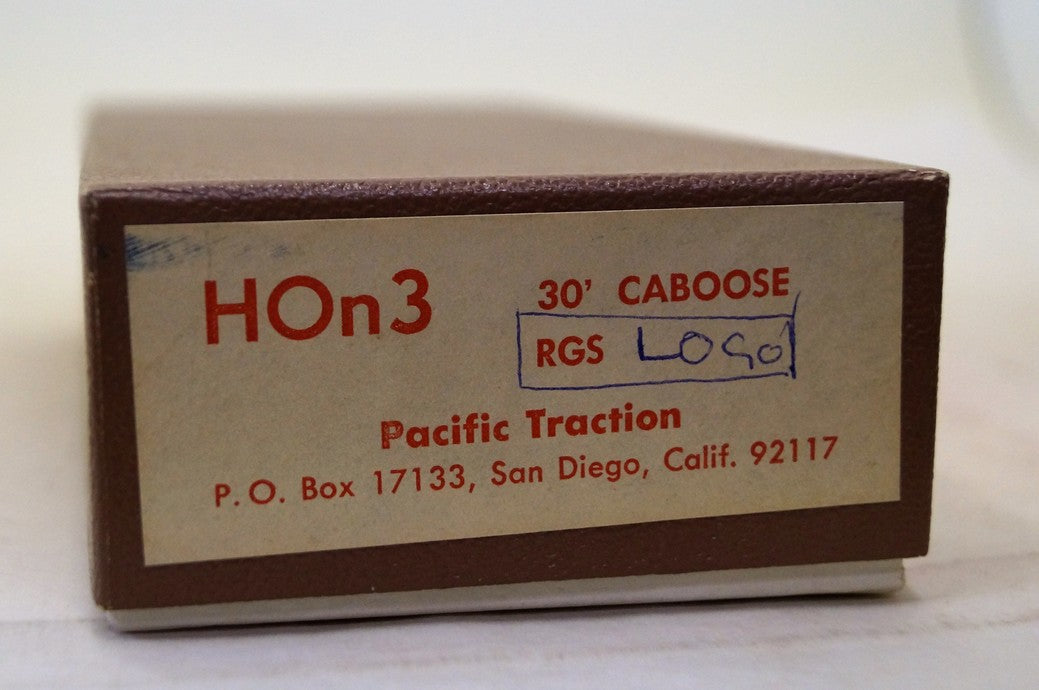 HOn3
30' CABOOSE
RGS LOGO
Pacific Traction
P.O. Box 17133, San Diego, Calif. 92117